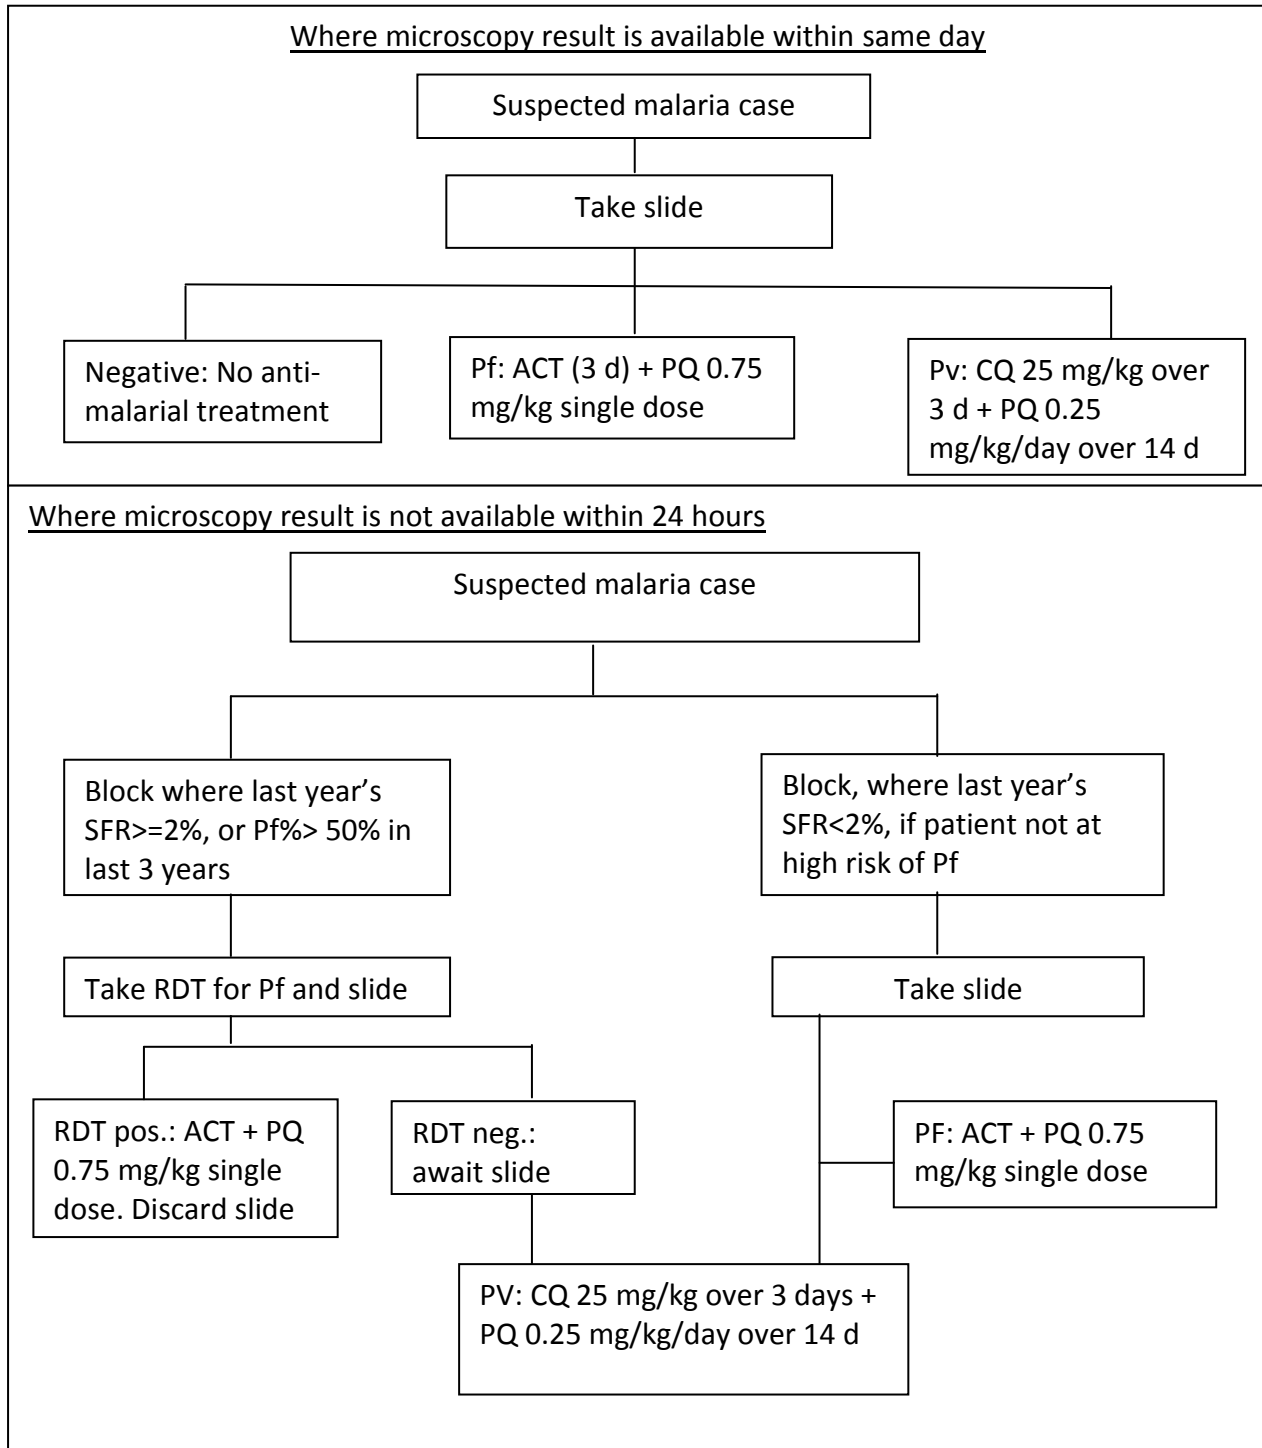 Where microscopy result is available within same day
Suspected malaria case
Take slide
Negative: No anti-
malarial treatment
Pf: ACT (3 d) + PQ 0.75
mg/kg single dose
Pv: CQ 25 mg/kg over
3 d + PQ 0.25
mg/kg/day over 14 d
Where microscopy result is not available within 24 hours
Suspected malaria case
Block where last year’s
SFR>=2%, or Pf%> 50% in
last 3 years
Block, where last year’s
SFR<2%, if patient not at
high risk of Pf
Take RDT for Pf and slide
Take slide
RDT pos.: ACT + PQ
0.75 mg/kg single
dose. Discard slide
RDT neg.:
await slide
PF: ACT + PQ 0.75
mg/kg single dose
PV: CQ 25 mg/kg over 3 days +
PQ 0.25 mg/kg/day over 14 d